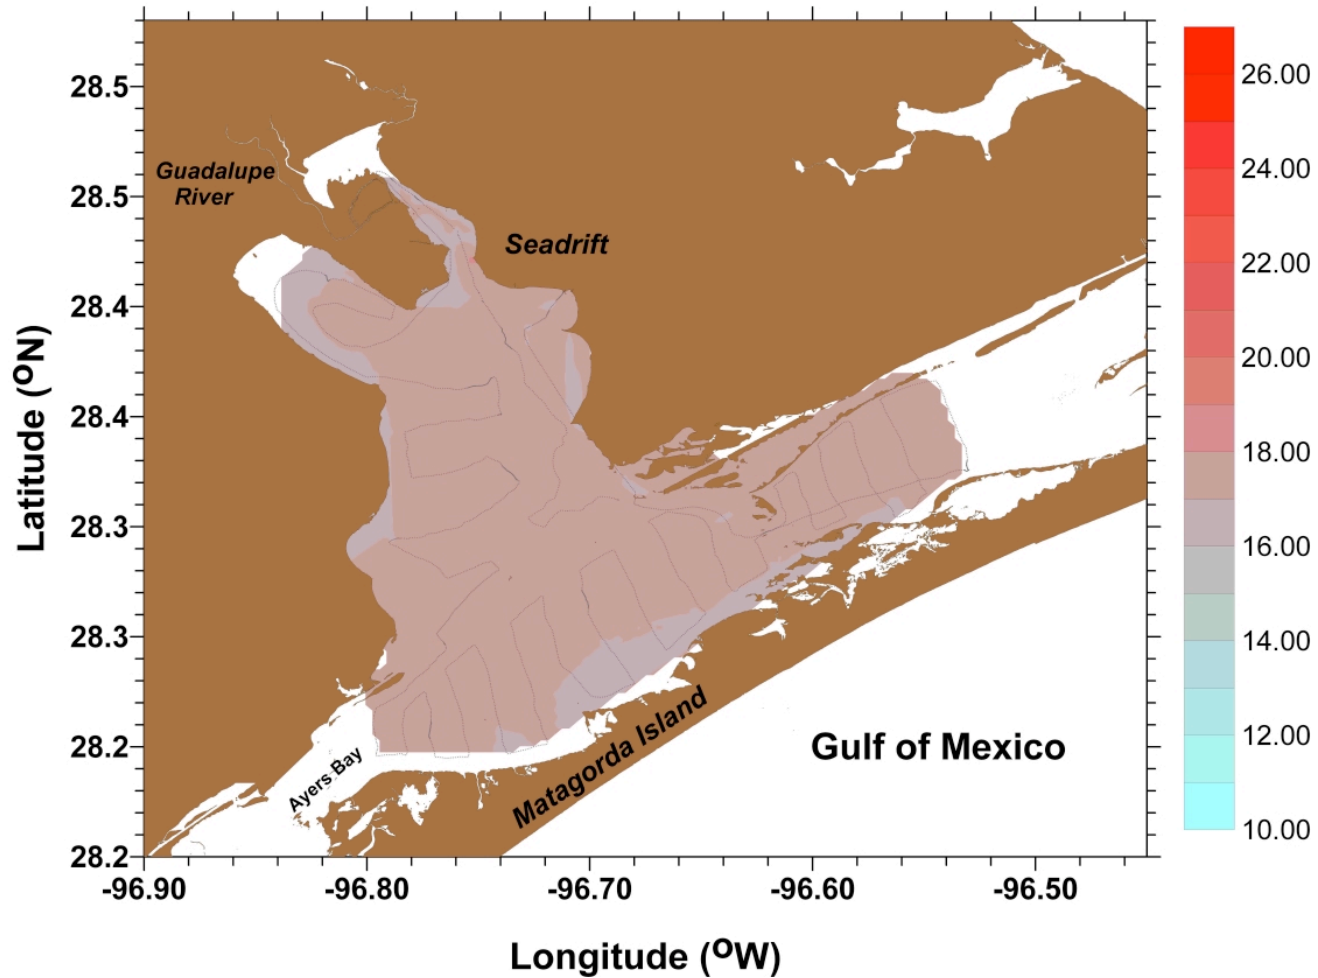 28.5
28.5
28.4
28.4
28.3
28.3
28.2
28.2
Latitude (ºN)
Guadalupe
River
Seadrift
Ayers Bay
Matagorda Island
Gulf of Mexico
-96.90
-96.80
-96.70
-96.60
-96.50
Longitude (ºW)
26.00
24.00
22.00
20.00
18.00
16.00
14.00
12.00
10.00